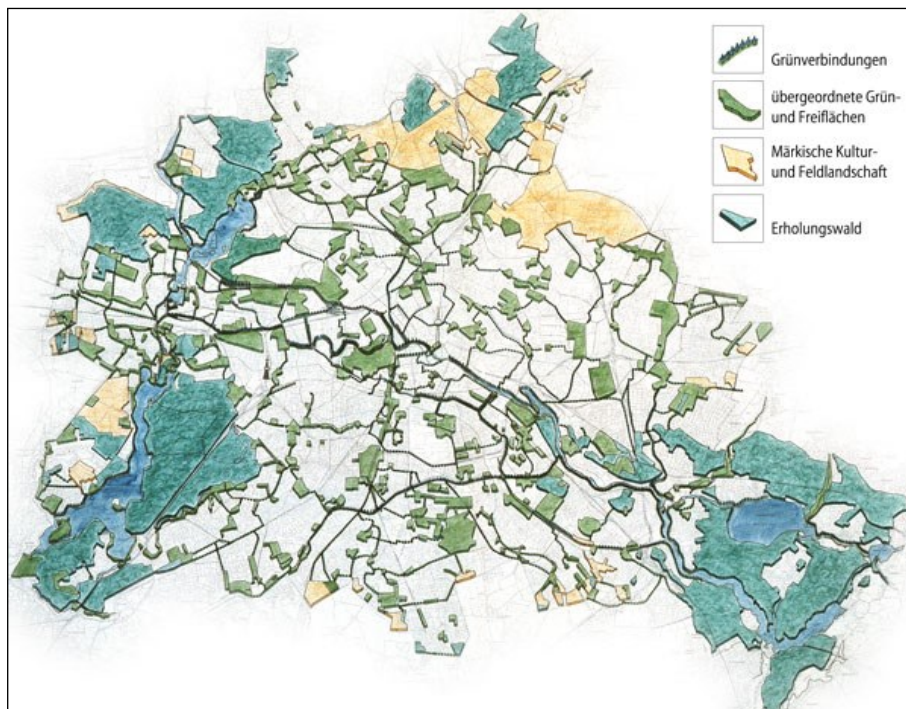 Grünverbindungen
übergeordnete Grün-
und Freiflächen
Märkische Kultur-
und Feldlandschaft
Erholungswald